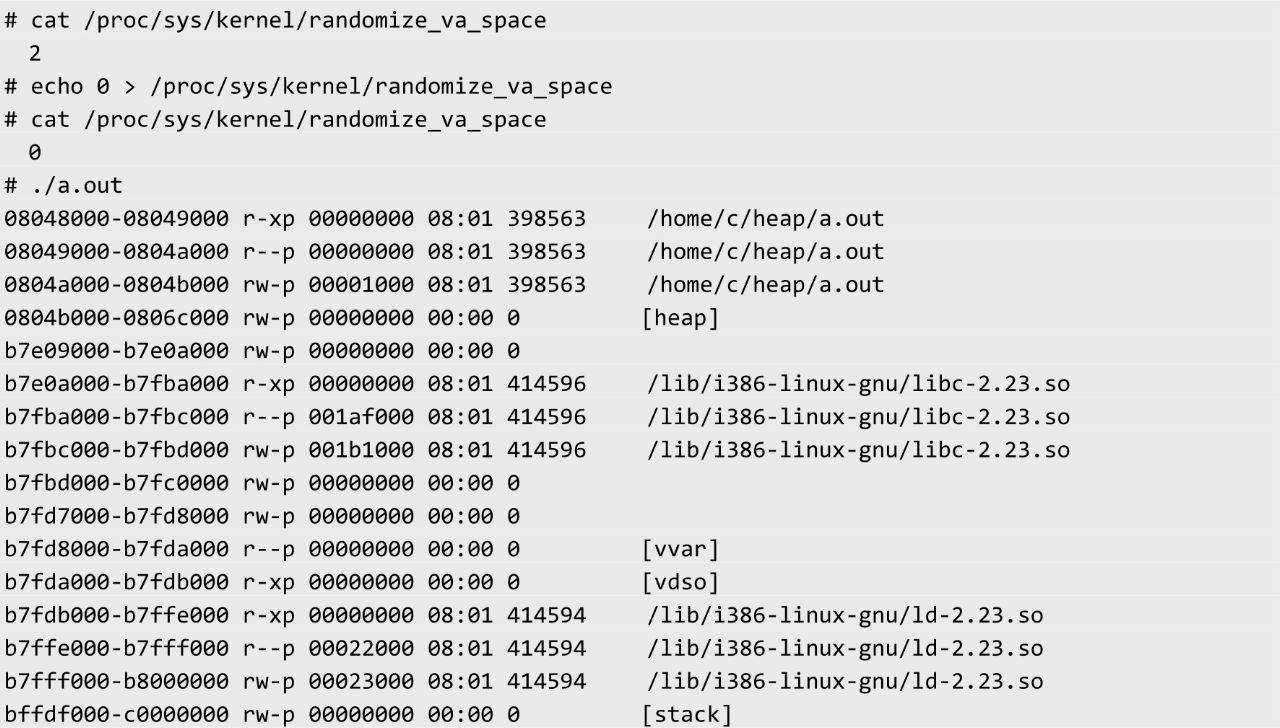 # cat /proc/sys/kernel/randomize_va_space
2
# echo 0 > /proc/sys/kernel/randomize_va_space
# cat /proc/sys/kernel/randomize_va_space
0
# ./a.out
08048000-08049000 r-xp 00000000 08:01 398563 /home/c/heap/a.out
08049000-0804a000 r--p 00000000 08:01 398563 /home/c/heap/a.out
0804a000-0804b000 rw-p 00001000 08:01 398563 /home/c/heap/a.out
0804b000-0806c000 rw-p 00000000 00:00 0 [heap]
b7e09000-b7e0a000 rw-p 00000000 00:00 0
b7e0a000-b7fba000 r-xp 00000000 08:01 414596 /lib/i386-linux-gnu/libc-2.23.so
b7fba000-b7fbc000 r--p 001af000 08:01 414596 /lib/i386-linux-gnu/libc-2.23.so
b7fbc000-b7fbd000 rw-p 001b1000 08:01 414596 /lib/i386-linux-gnu/libc-2.23.so
b7fbd000-b7fc0000 rw-p 00000000 00:00 0
b7fd7000-b7fd8000 rw-p 00000000 00:00 0
b7fd8000-b7fda000 r--p 00000000 00:00 0 [vvar]
b7fda000-b7fdb000 r-xp 00000000 00:00 0 [vdso]
b7fdb000-b7ffe000 r-xp 00000000 08:01 414594 /lib/i386-linux-gnu/ld-2.23.so
b7ffe000-b7fff000 r--p 00022000 08:01 414594 /lib/i386-linux-gnu/ld-2.23.so
b7fff000-b8000000 rw-p 00023000 08:01 414594 /lib/i386-linux-gnu/ld-2.23.so
bffdf000-c0000000 rw-p 00000000 00:00 0 [stack]